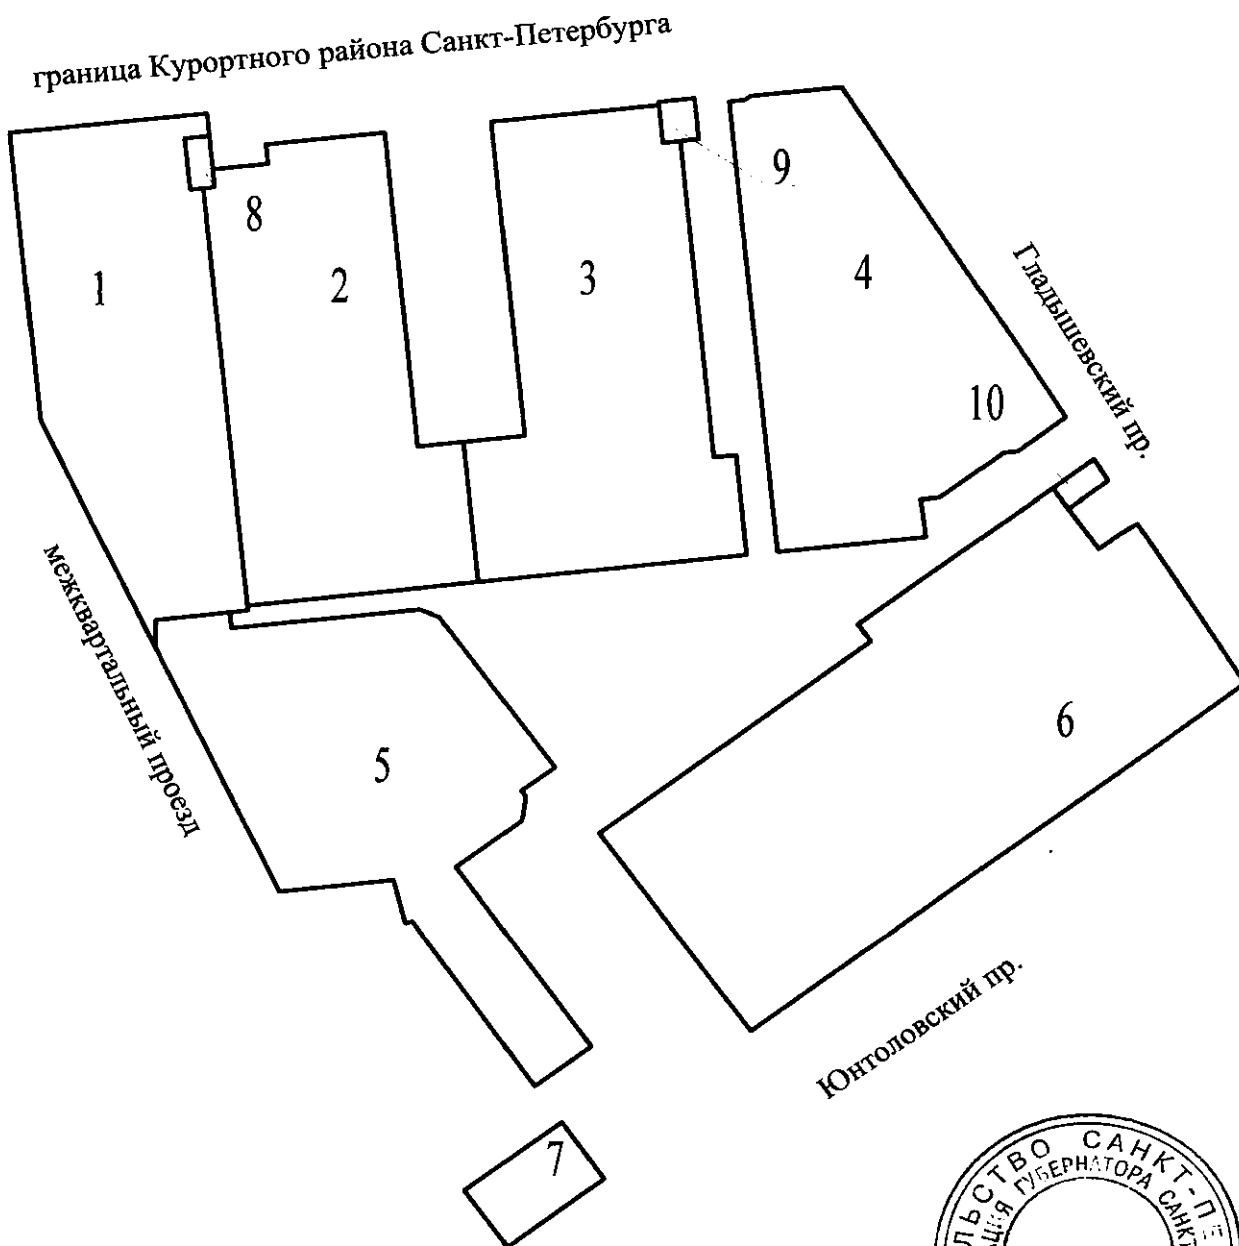 граница Курортного района Санкт-Петербурга
9
8
1
2
3
4
Гладышевский пр.
10
межквартальный проезд
6
5
Юнтоловский пр.
7
ГУБЕРНАТОРА